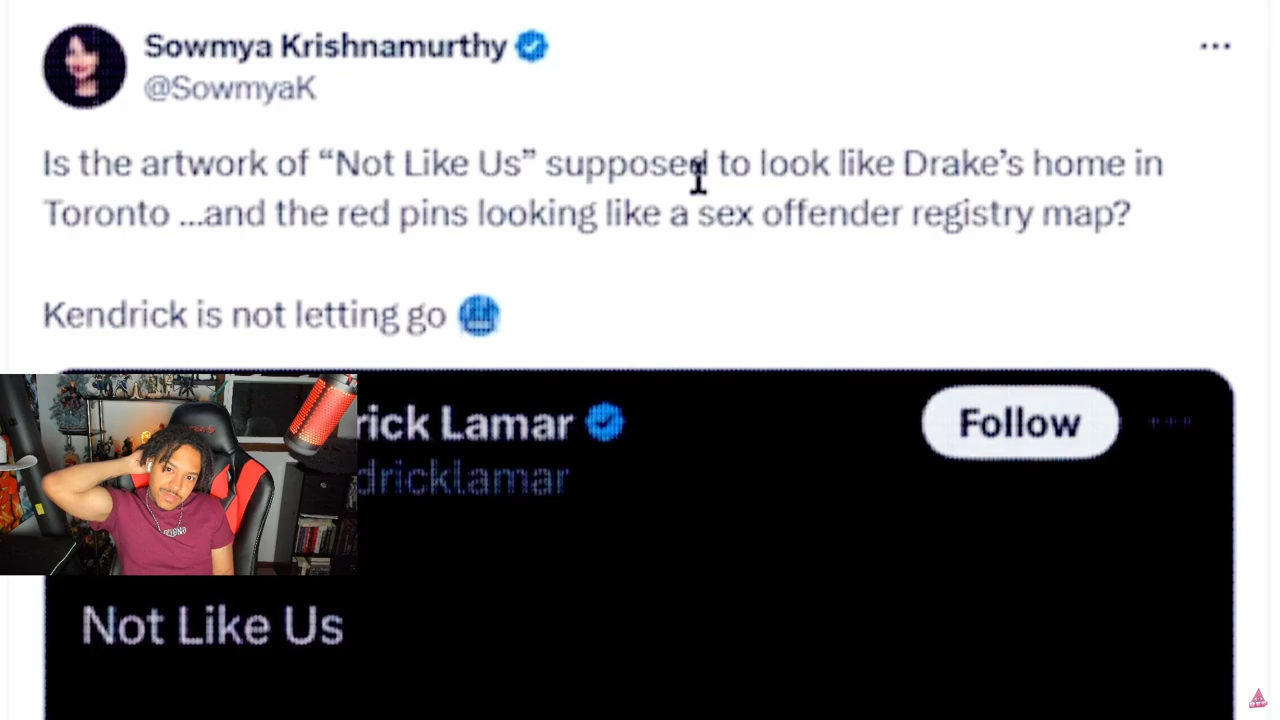 Sowmya Krishnamurthy
@SowmyaK
Is the artwork of “Not Like Us” supposed to look like Drake’s home in
Toronto ...and the red pins looking like a sex offender registry map?
Kendrick is not letting go
rick Lamar
Follow
dricklamar
Not Like Us